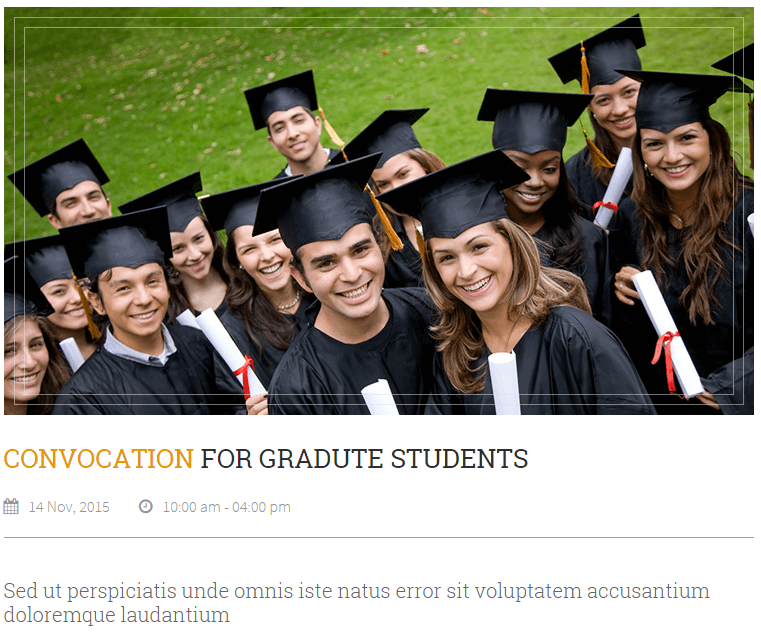 CONVOCATION FOR GRADUTE STUDENTS
14 Nov, 2015 10:00 am - 04:00 pm
Sed ut perspiciatis unde omnis iste natus error sit voluptatem accusantium
doloremque laudantium